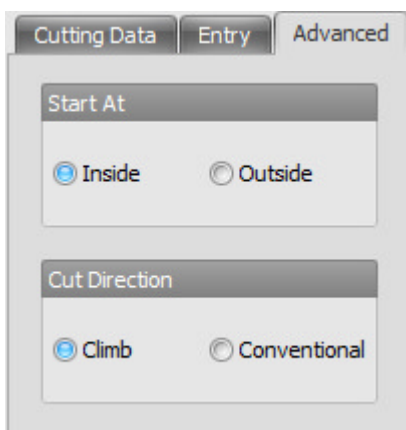 Cutting Data Entry Advanced
Start At
Inside Outside
Cut Direction
Climb Conventional